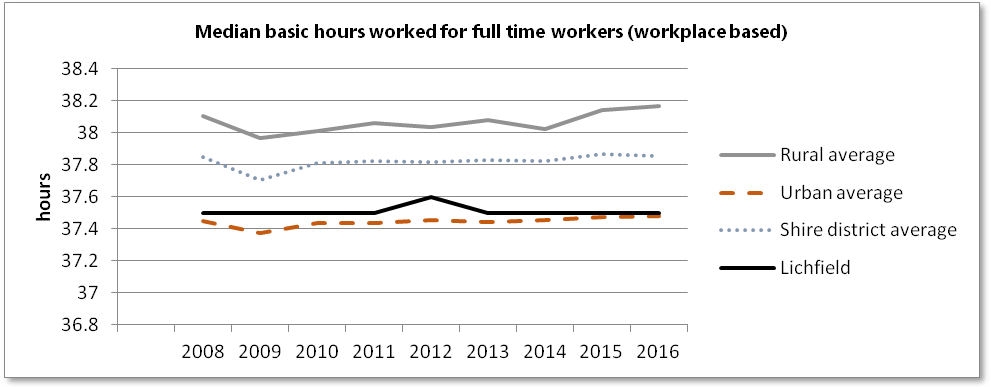 Median basic hours worked for full time workers (workplace based)
38.4
38.2
38
37.8
37.6
37.4
37.2
37
36.8
hours
2008 2009 2010 2011 2012 2013 2014 2015 2016
Rural average
Urban average
Shire district average
Lichfield